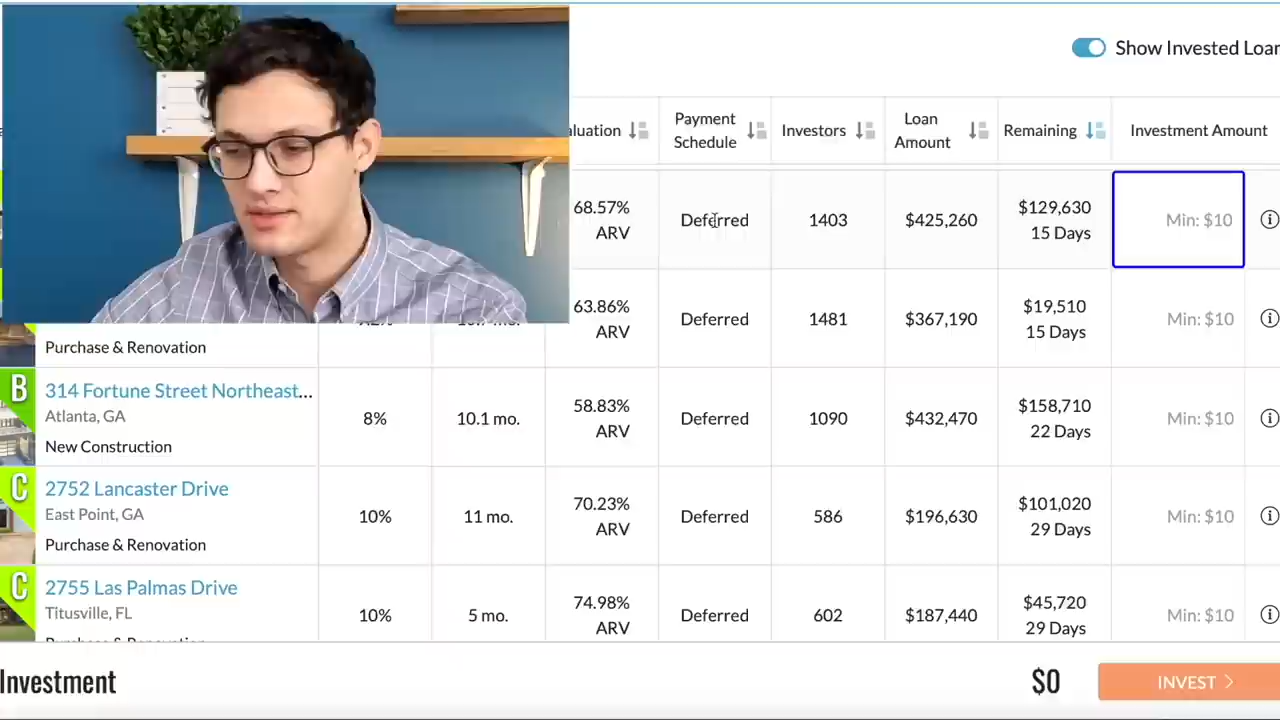 Show Invested Loan
aluation
Payment
Schedule
Investors
Loan
Amount
Remaining
Investment Amount
68.57%
ARV
Deferred
1403
$425,260
$129,630
15 Days
Min: $10
Purchase & Renovation
63.86%
ARV
Deferred
1481
$367,190
$19,510
15 Days
Min: $10
B
314 Fortune Street Northeast...
Atlanta, GA
New Construction
8%
10.1 mo.
58.83%
ARV
Deferred
1090
$432,470
$158,710
22 Days
Min: $10
C
2752 Lancaster Drive
East Point, GA
Purchase & Renovation
10%
11 mo.
70.23%
ARV
Deferred
586
$196,630
$101,020
29 Days
Min: $10
C
2755 Las Palmas Drive
Titusville, FL
Purchase & Renovation
10%
5 mo.
74.98%
ARV
Deferred
602
$187,440
$45,720
29 Days
Min: $10
Investment
$0
INVEST >